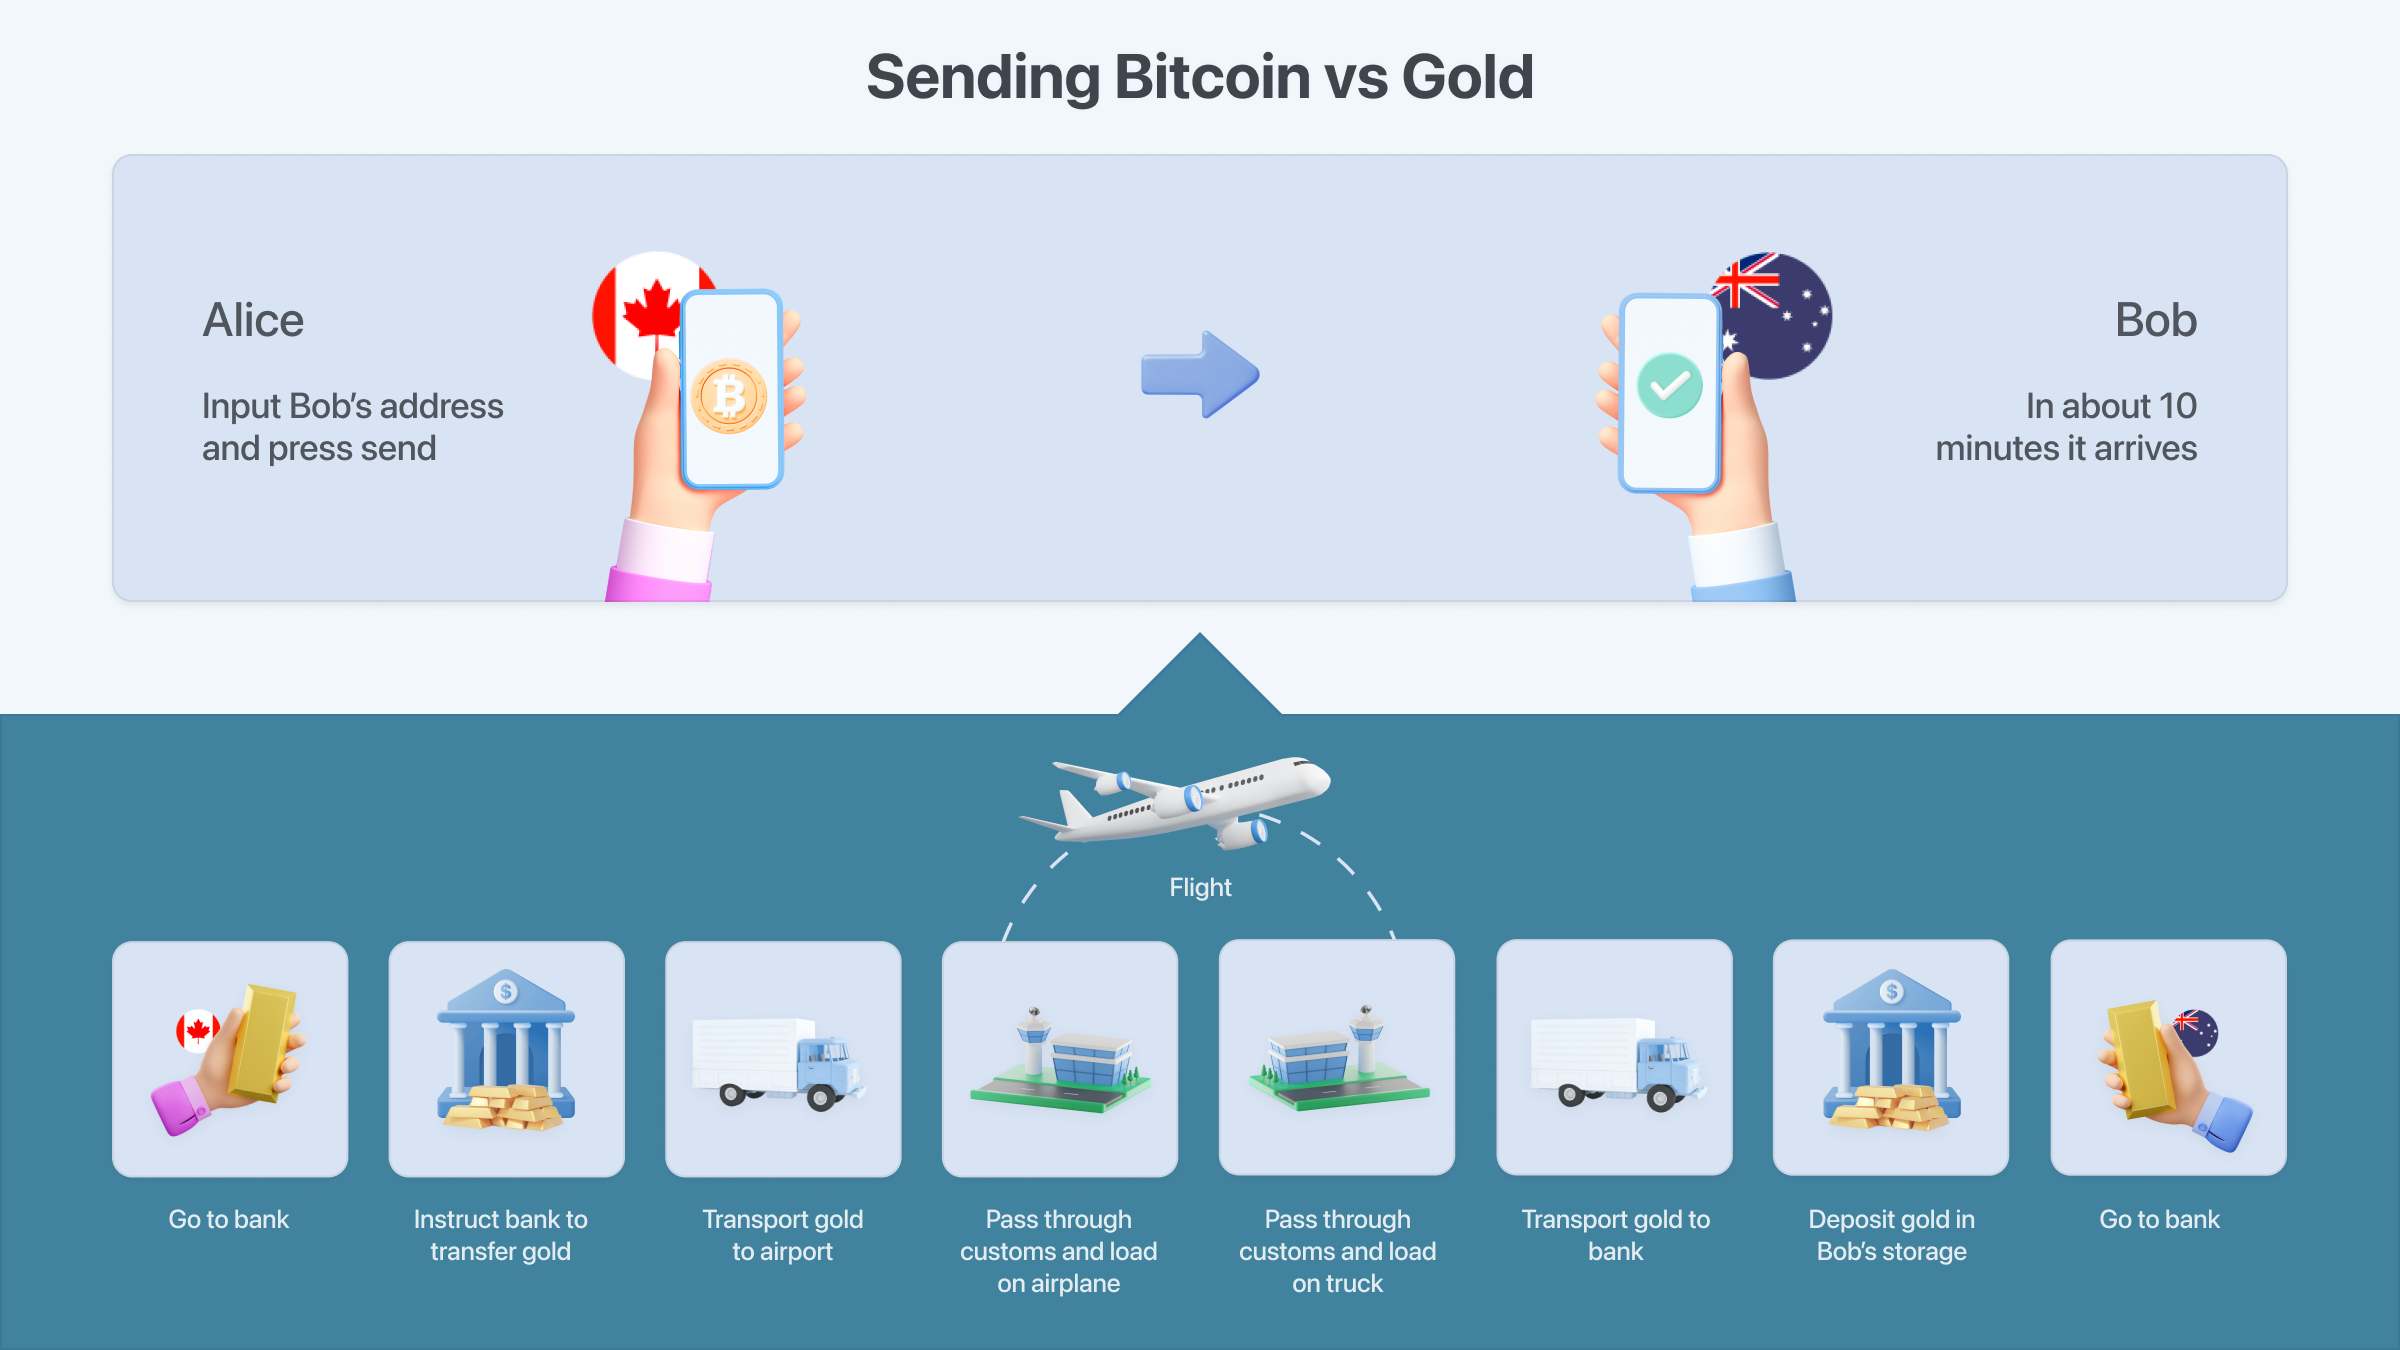 Sending Bitcoin vs Gold
Alice
Input Bob's address
and press send
Bob
In about 10
minutes it arrives
Flight
Go to bank
Instruct bank to
transfer gold
Transport gold
to airport
Pass through
customs and load
on airplane
Pass through
customs and load
on truck
Transport gold to
bank
Deposit gold in
Bob's storage
Go to bank